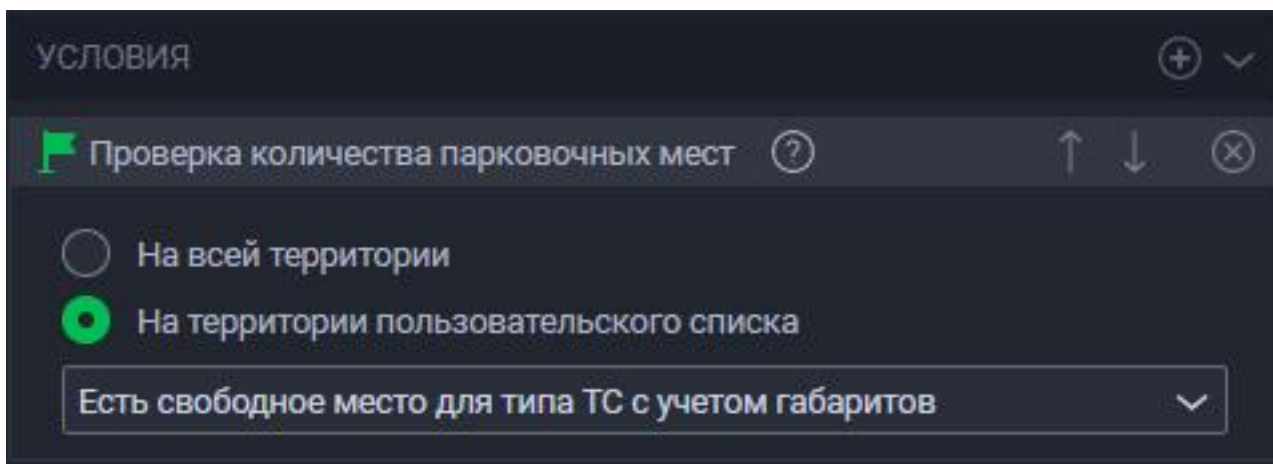 УСЛОВИЯ
Проверка количества парковочных мест ?
На всей территории
На территории пользовательского списка
Есть свободное место для типа ТС с учетом габаритов